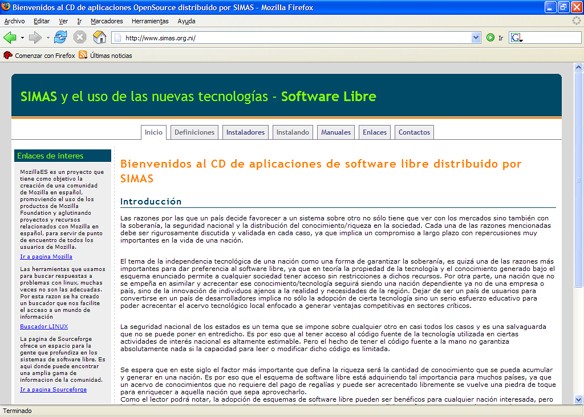 Bienvenidos al CD de aplicaciones OpenSource distribuido por SIMAS - Mozilla Firefox
Archivo Editar Ver Ir Marcadores Herramientas Ayuda
http://www.simas.org.ni/
Ir
Comenzar con Firefox Últimas noticias
SIMAS y el uso de las nuevas tecnologías - Software Libre
Inicio Definiciones Instaladores Instalando Manuales Enlaces Contactos
Enlaces de interes
MozillaES es un proyecto que
tiene como objetivo la
creación de una comunidad
de Mozilla en español,
promoviendo el uso de los
productos de Mozilla
Foundation y aglutinando
proyectos y recursos
relacionados con Mozilla en
español, para servir de punto
de encuentro de todos los
usuarios de Mozilla.
Ir a pagina Mozilla
Las herramientas que usamos
para buscar respuestas a
problemas con linux, muchas
veces no son las adecuadas.
Por esta razon se ha creado
un buscador que nos facilite
el acceso a un mundo de
información
Buscador LINUX
La pagina de Sourceforge
ofrece un espacio para la
gente que profundiza en los
sistemas de software libre. Es
aqui donde puede encontrar
una amplia gama de
informacion de la comunidad.
Ir a pagina Sourceforge
Bienvenidos al CD de aplicaciones de software libre distribuido por
SIMAS
Introducción
Las razones por las que un país decide favorecer a un sistema sobre otro no sólo tiene que ver con los mercados sino también con
la soberanía, la seguridad nacional y la distribución del conocimiento/riqueza en la sociedad. Cada una de las razones mencionadas
debe ser rigurosamente discutida y validada en cada caso, ya que implica un compromiso a largo plazo con repercusiones muy
importantes en la vida de una nación.
El tema de la independencia tecnológica de una nación como una forma de garantizar la soberanía, es quizá una de las razones más
importantes para dar preferencia al software libre, ya que en teoría la propiedad de la tecnología y el conocimiento generado bajo el
esquema enunciado permite a cualquier sociedad tener acceso sin restricciones a dichos recursos. Por otra parte, una nación que no
se empeña en asimilar y acrecentar ese conocimiento/tecnología seguirá siendo una nación dependiente ya no de una empresa o
país, sino de la innovación de individuos ajenos a la realidad y necesidades de la región. Dejar de ser un país de usuarios para
convertirse en un país de desarrolladores implica no sólo la adopción de cierta tecnología sino un serio esfuerzo educativo para
poder acrecentar el acervo tecnológico local enfocado a generar ventajas competitivas en sectores críticos.
La seguridad nacional de los estados es un tema que se impone sobre cualquier otro en casi todos los casos y es una salvaguarda
que no se puede poner en entredicho. Es por eso que el tener acceso al código fuente de la tecnología utilizada en ciertas
actividades de interés nacional es altamente estimable. Pero el hecho de tener el código fuente a la mano no garantiza
absolutamente nada si la capacidad para leer o modificar dicho código es limitada.
Se espera que en este siglo el factor más importante que defina la riqueza será la cantidad de conocimiento que se pueda acumular
y generar en una nación. Es por eso que el esquema de software libre está adquiriendo tal importancia para muchos países, ya que
un acervo de conocimientos que no requiere del pago de regalías y puede ser acrecentado libremente se vuelve una piedra de toque
para enriquecer a aquella nación que sepa aprovecharlo.
Como el lector podrá notar, la adopción de esquemas de software libre pueden ser benéficos para cualquier nación interesada, pero
Terminado